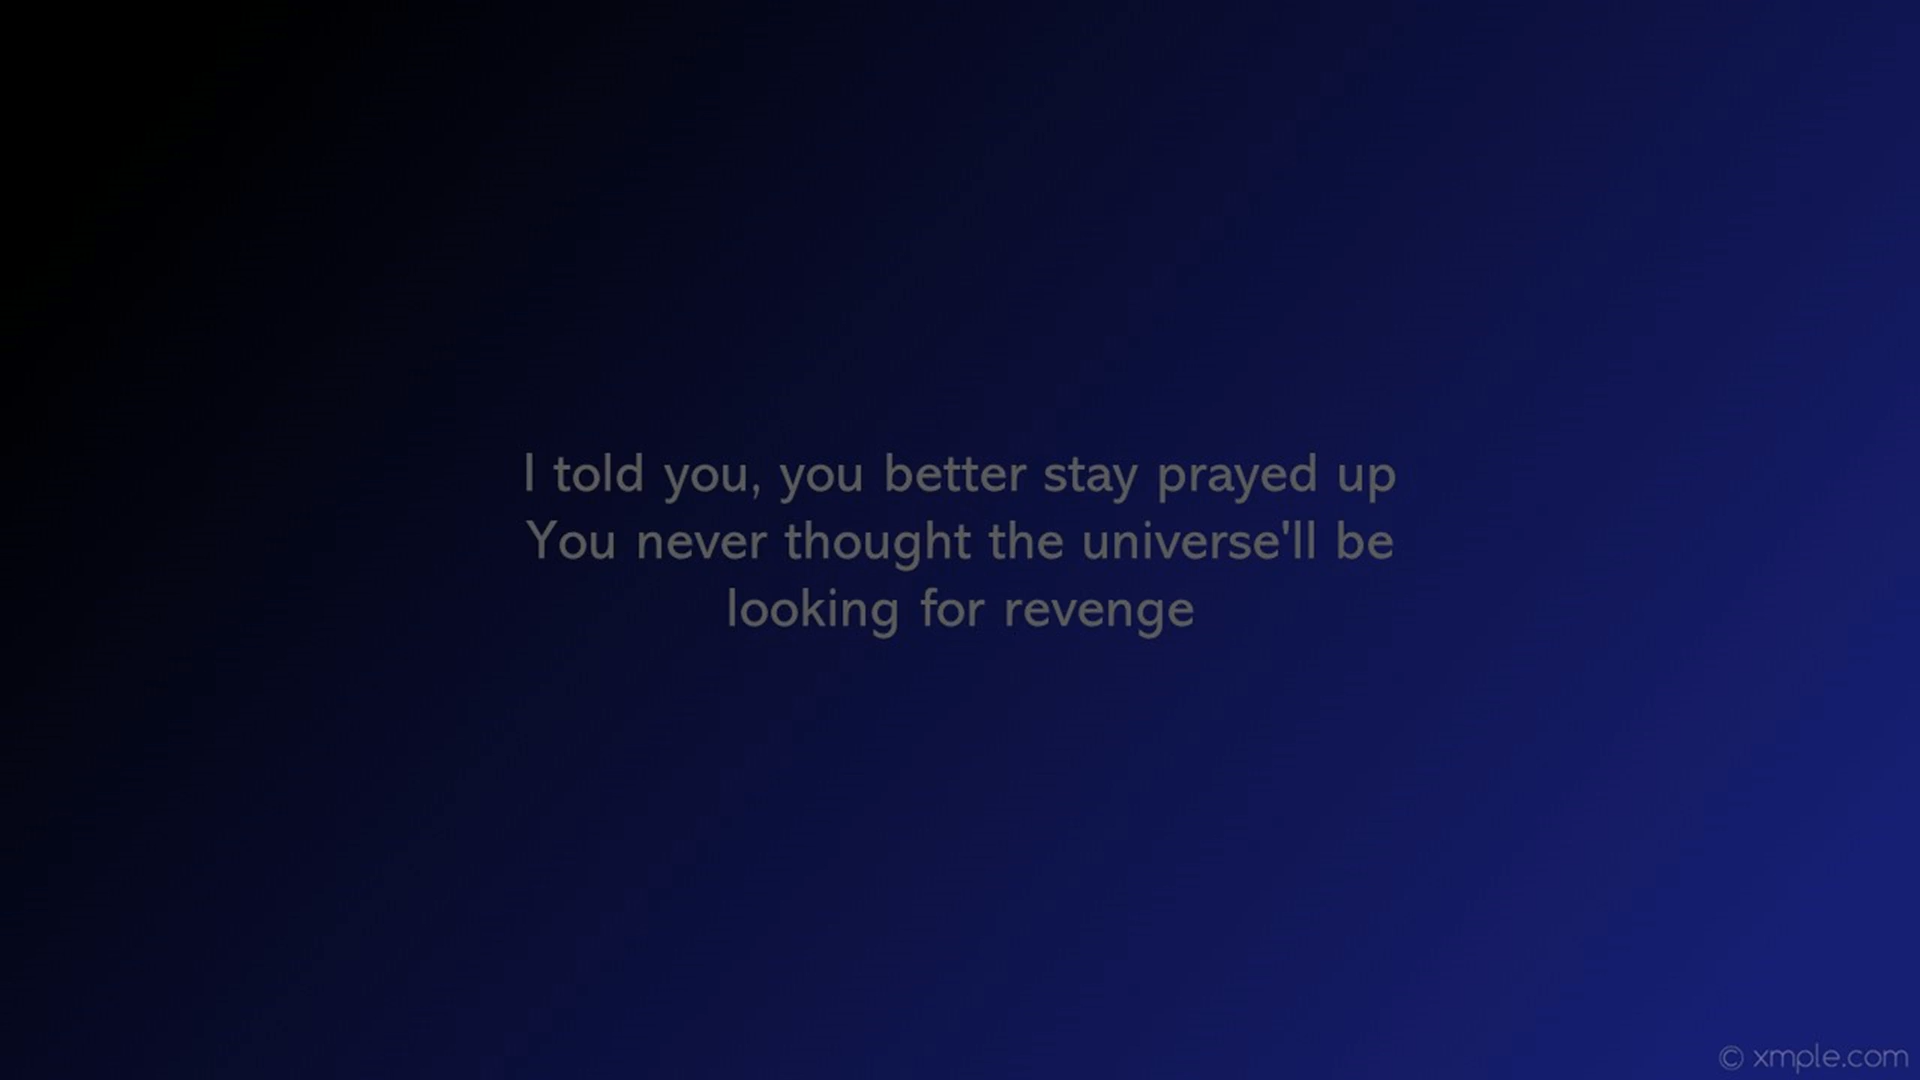 I told you, you better stay prayed up
You never thought the universe'll be
looking for revenge
© xmple.com